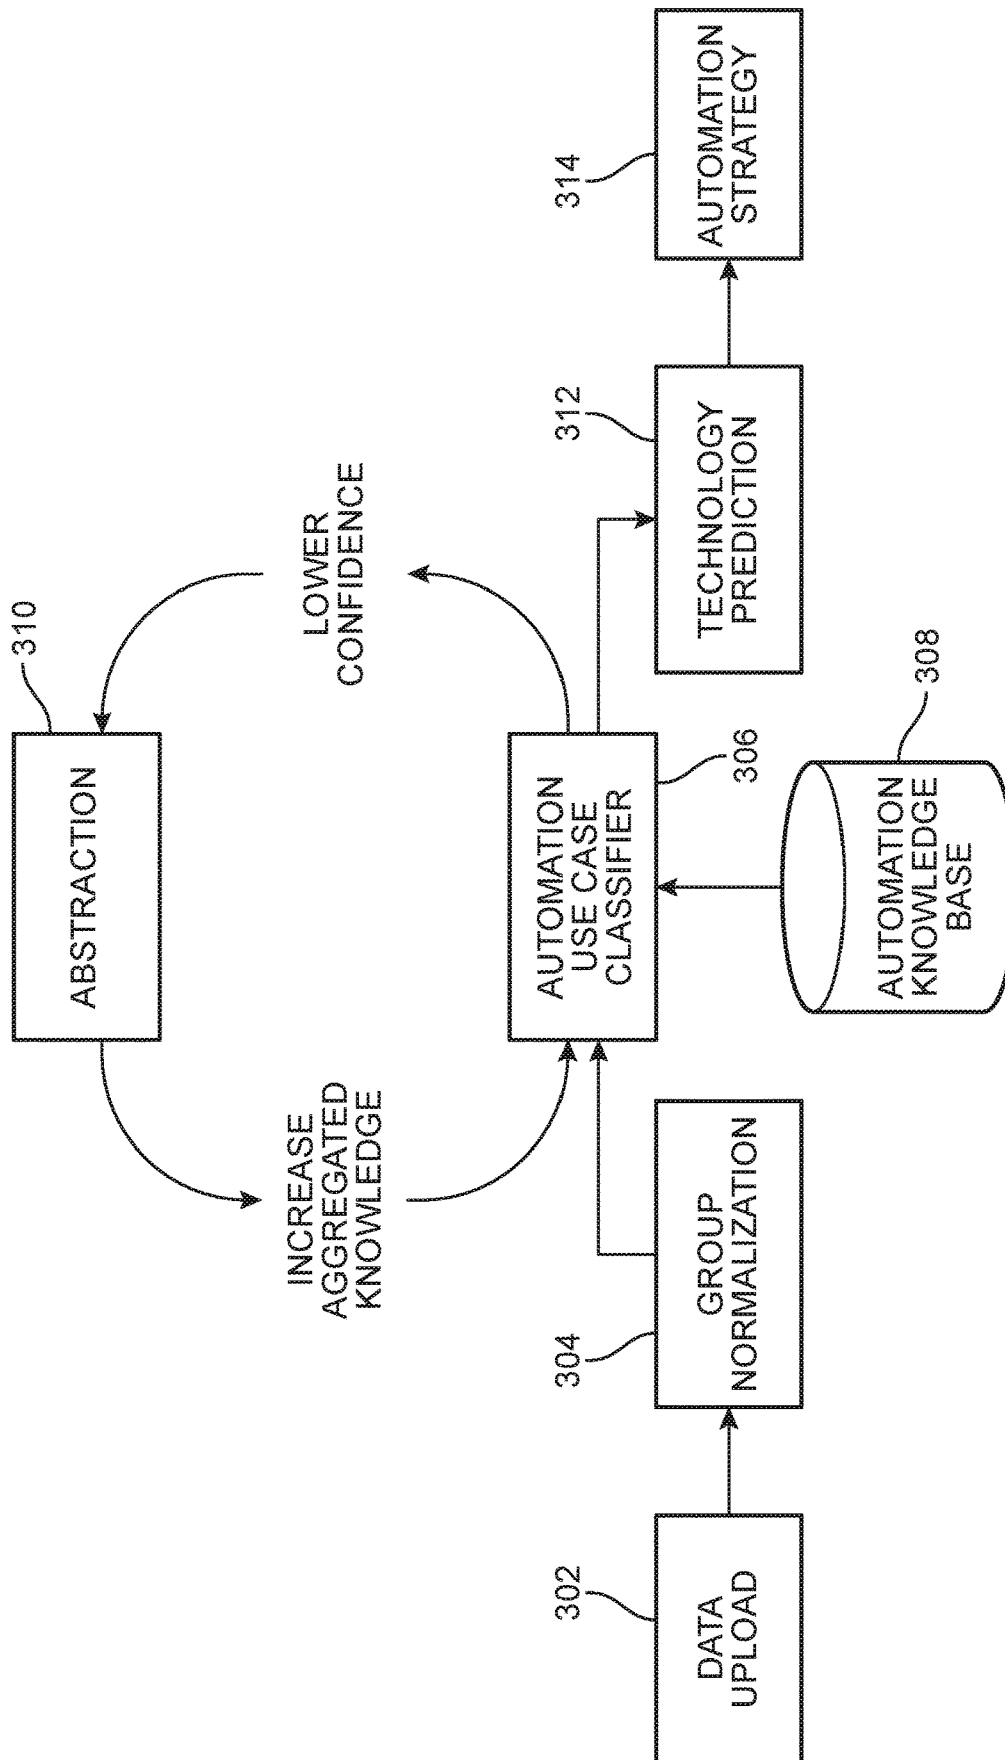 310
ABSTRACTION
INCREASE
AGGREGATED
KNOWLEDGE
LOWER
CONFIDENCE
302
DATA
UPLOAD
304
GROUP
NORMALIZATION
AUTOMATION
USE CASE
CLASSIFIER
306
312
TECHNOLOGY
PREDICTION
314
AUTOMATION
STRATEGY
AUTOMATION
KNOWLEDGE
BASE
308